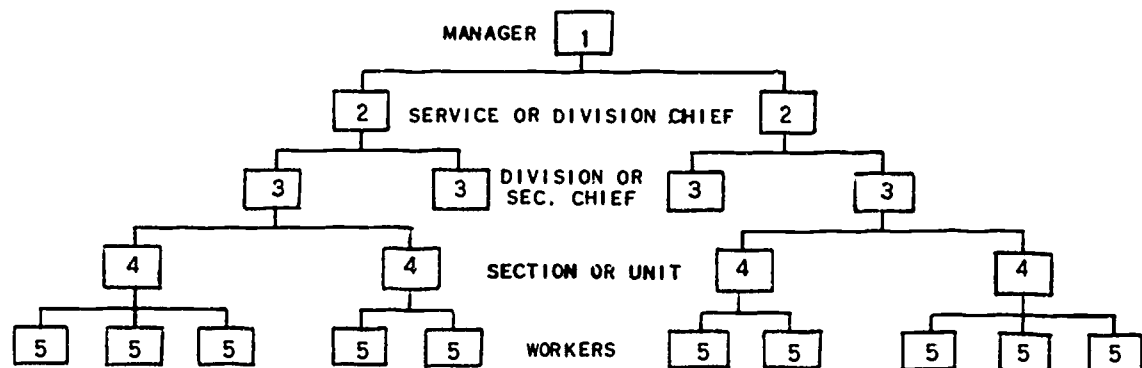 MANAGER 1
2 SERVICE OR DIVISION CHIEF 2
3 3 DIVISION OR 3 3
SEC. CHIEF
4 4 SECTION OR UNIT 4 4
5 5 5 5 5 WORKERS 5 5 5 5 5